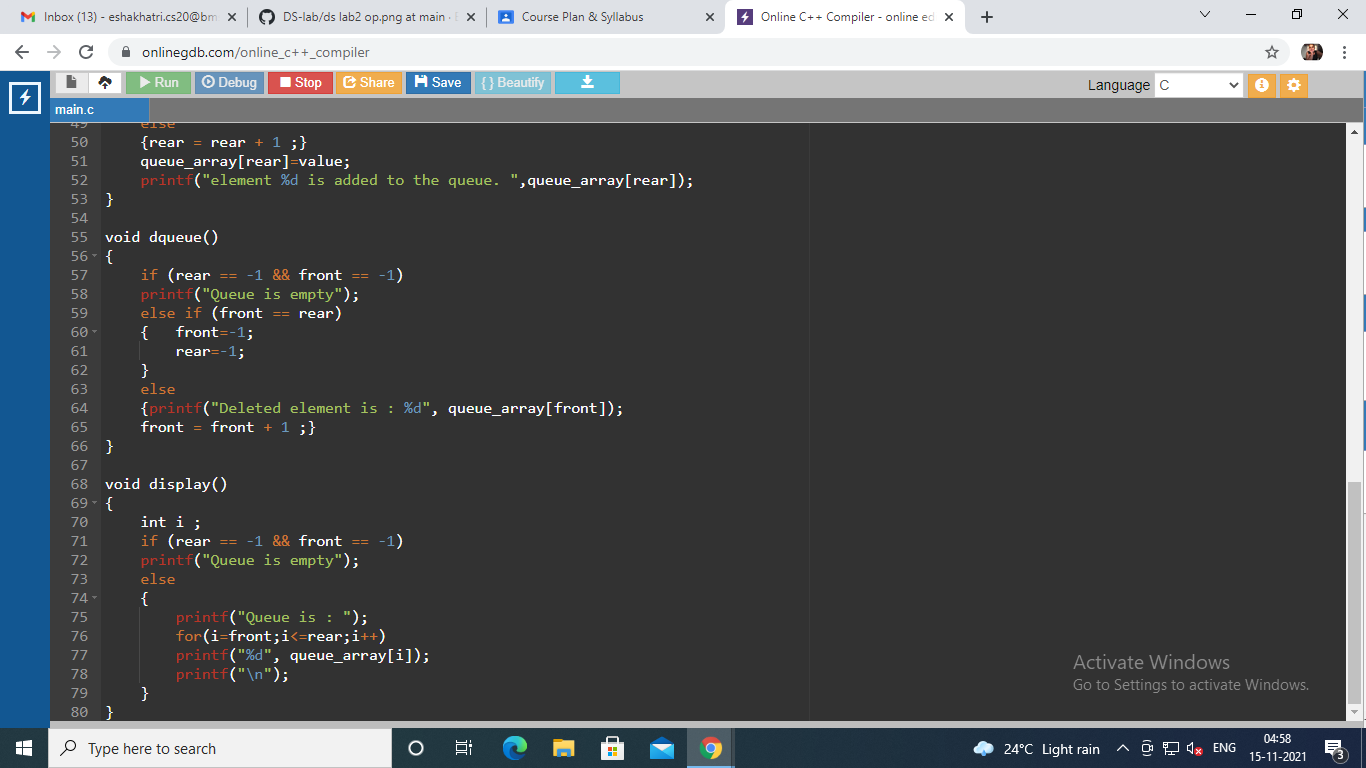 Inbox (13) - eshakhatri.cs20@bm
DS-lab/ds lab2 op.png at main ·
Course Plan & Syllabus
Online C++ Compiler - online ed
onlinegdb.com/online_c++_compiler
Run Debug Stop Share Save { } Beautify
Language C
main.c
49 else
50 {rear = rear + 1 ;}
51 queue_array[rear]=value;
52 printf("element %d is added to the queue. ",queue_array[rear]);
53 }
54
55 void dqueue()
56 {
57 if (rear == -1 && front == -1)
58 printf("Queue is empty");
59 else if (front == rear)
60 { front=-1;
61 rear=-1;
62 }
63 else
64 {printf("Deleted element is : %d", queue_array[front]);
65 front = front + 1 ;}
66 }
67
68 void display()
69 {
70 int i ;
71 if (rear == -1 && front == -1)
72 printf("Queue is empty");
73 else
74 {
75 printf("Queue is : ");
76 for(i=front;i<=rear;i++)
77 printf("%d", queue_array[i]);
78 printf("\n");
79 }
80 }
Activate Windows
Go to Settings to activate Windows.
Type here to search
24°C Light rain
ENG
04:58
15-11-2021
3